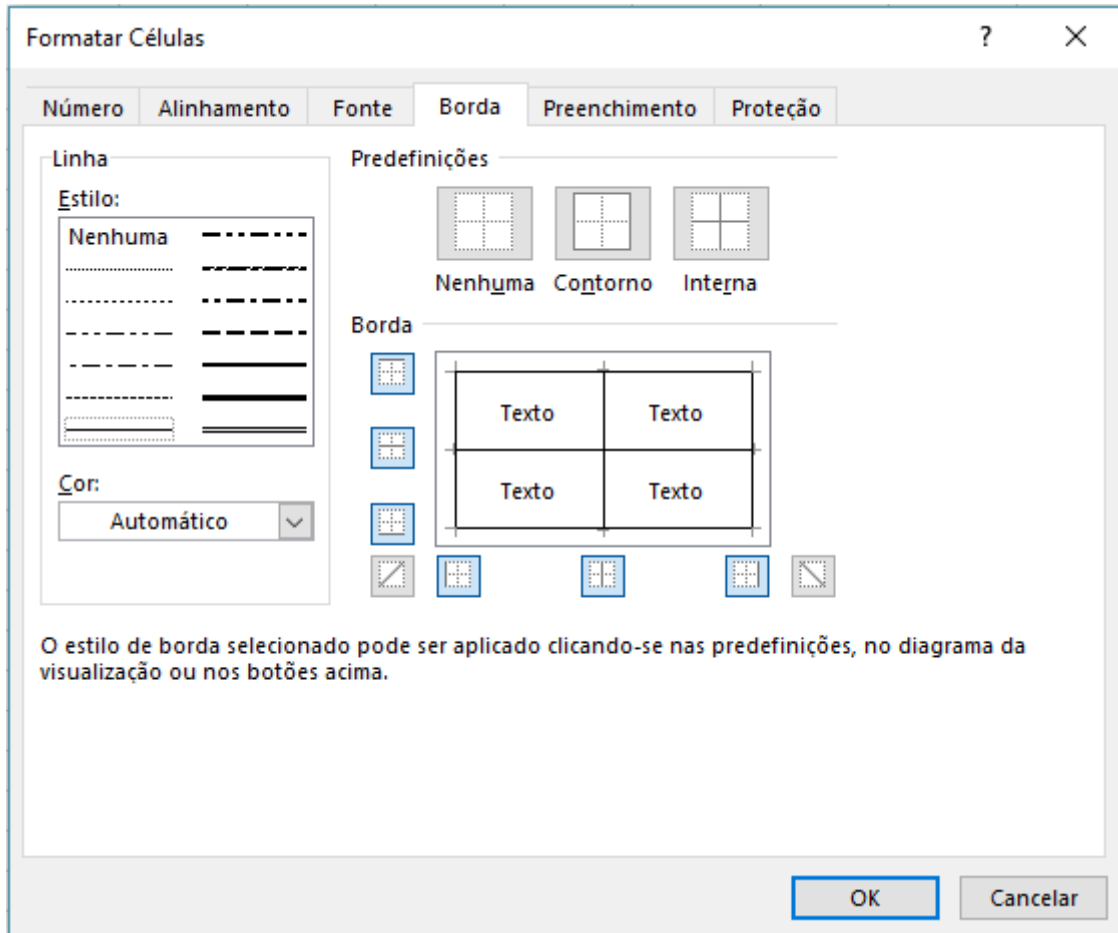 Formatar Células
?
Número Alinhamento Fonte Borda Preenchimento Proteção
Linha
Estilo:
Nenhuma
Cor:
Automático
Predefinições
Nenhuma Contorno Interna
Borda
Texto Texto
Texto Texto
O estilo de borda selecionado pode ser aplicado clicando-se nas predefinições, no diagrama da
visualização ou nos botões acima.
OK Cancelar